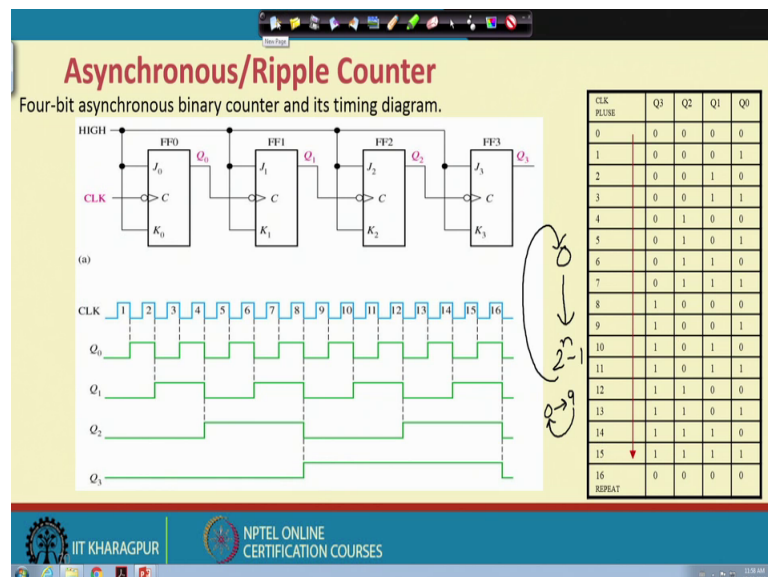 New Page
Asynchronous/Ripple Counter
Four-bit asynchronous binary counter and its timing diagram.
HIGH
FF0 FF1 FF2 FF3
J0 Q0 J1 Q1 J2 Q2 J3 Q3
CLK C C C C
K0 K1 K2 K3
(a)
CLK 1 2 3 4 5 6 7 8 9 10 11 12 13 14 15 16
Q0
Q1
Q2
Q3
0
2^n-1
0→9
CLK PLUSE Q3 Q2 Q1 Q0
0 0 0 0 0
1 0 0 0 1
2 0 0 1 0
3 0 0 1 1
4 0 1 0 0
5 0 1 0 1
6 0 1 1 0
7 0 1 1 1
8 1 0 0 0
9 1 0 0 1
10 1 0 1 0
11 1 0 1 1
12 1 1 0 0
13 1 1 0 1
14 1 1 1 0
15 1 1 1 1
16 REPEAT 0 0 0 0
IIT KHARAGPUR
NPTEL ONLINE
CERTIFICATION COURSES
11:58 AM